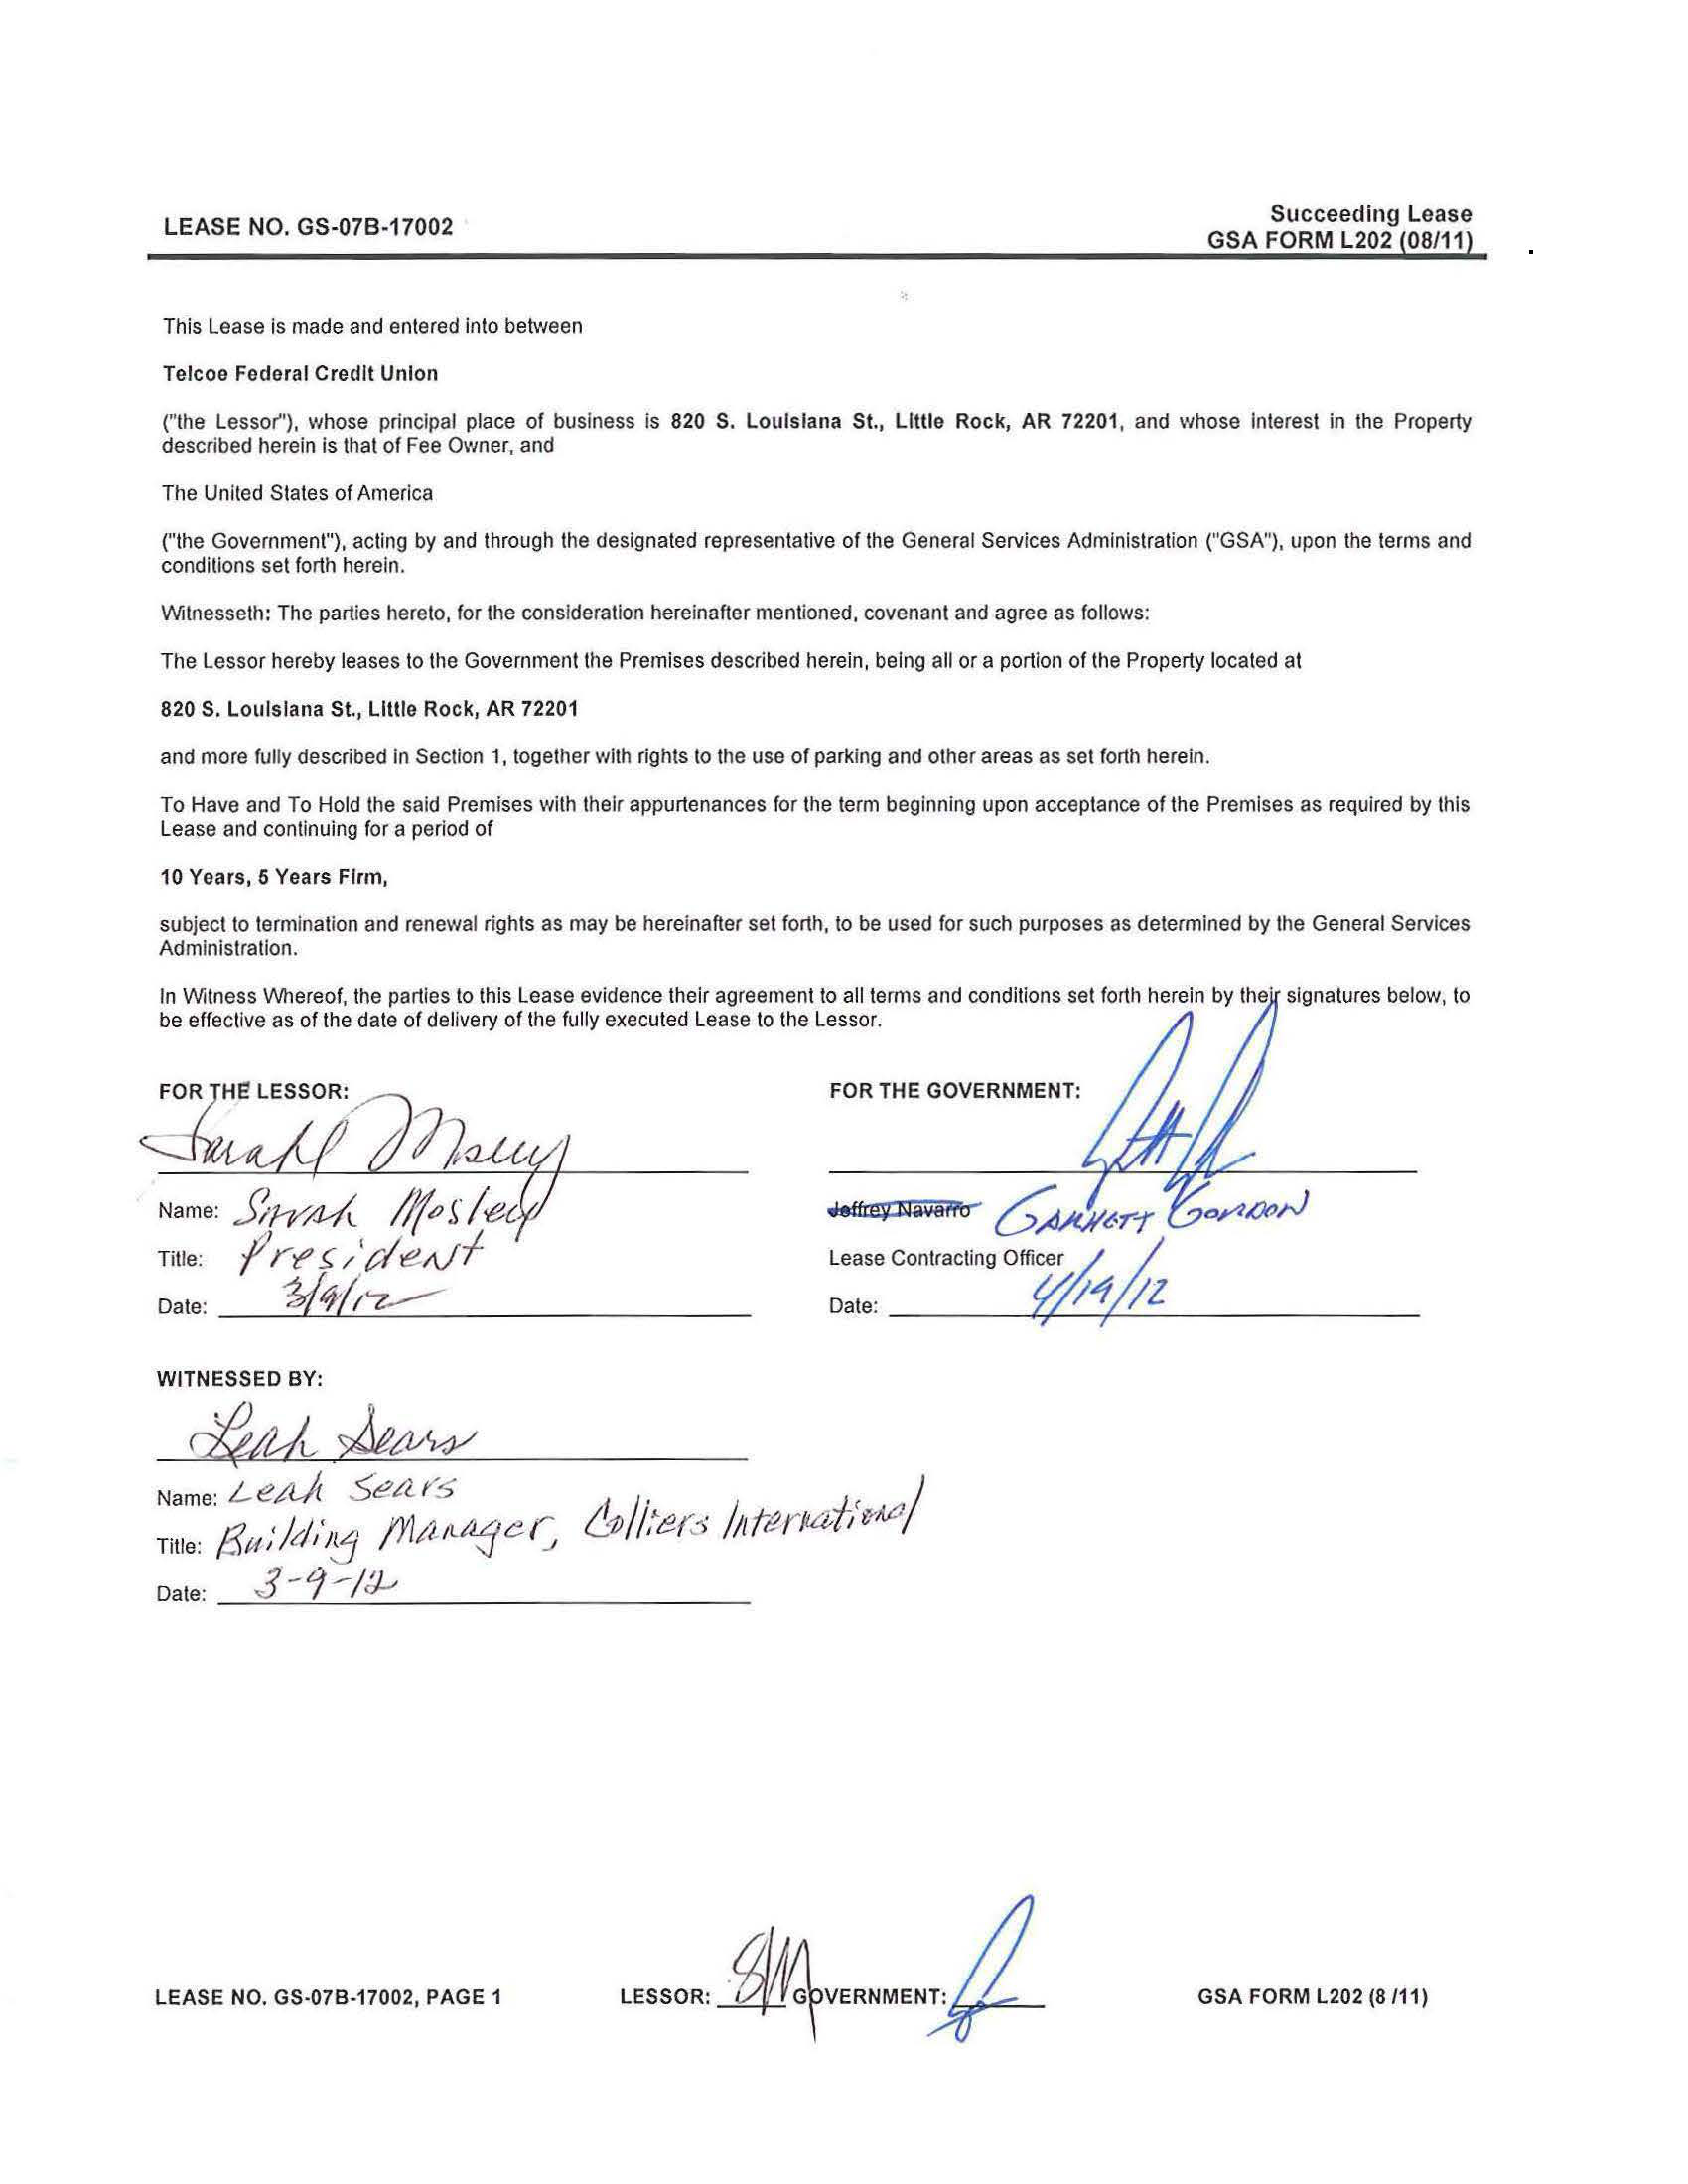 LEASE NO. GS-07B-17002
Succeeding Lease
GSA FORM L202 (08/11)
This Lease is made and entered into between
Telcoe Federal Credit Union
("the Lessor"), whose principal place of business is 820 S. Louisiana St., Little Rock, AR 72201, and whose interest in the Property
described herein is that of Fee Owner, and
The United States of America
("the Government"), acting by and through the designated representative of the General Services Administration ("GSA"), upon the terms and
conditions set forth herein.
Witnesseth: The parties hereto, for the consideration hereinafter mentioned, covenant and agree as follows:
The Lessor hereby leases to the Government the Premises described herein, being all or a portion of the Property located at
820 S. Louisiana St., Little Rock, AR 72201
and more fully described in Section 1, together with rights to the use of parking and other areas as set forth herein.
To Have and To Hold the said Premises with their appurtenances for the term beginning upon acceptance of the Premises as required by this
Lease and continuing for a period of
10 Years, 5 Years Firm,
subject to termination and renewal rights as may be hereinafter set forth, to be used for such purposes as determined by the General Services
Administration.
In Witness Whereof, the parties to this Lease evidence their agreement to all terms and conditions set forth herein by their signatures below, to
be effective as of the date of delivery of the fully executed Lease to the Lessor.
FOR THE LESSOR:
Sarah Mosley
Name: Sarah Mosley
Title: President
Date: 3/9/12
FOR THE GOVERNMENT:
Jeffrey Navarro GARNETT GORDON
Lease Contracting Officer
Date: 4/19/12
WITNESSED BY:
Leah Sears
Name: Leah Sears
Title: Building Manager, Colliers International
Date: 3-9-12
LEASE NO. GS-07B-17002, PAGE 1 LESSOR: SM GOVERNMENT: GSA FORM L202 (8 /11)